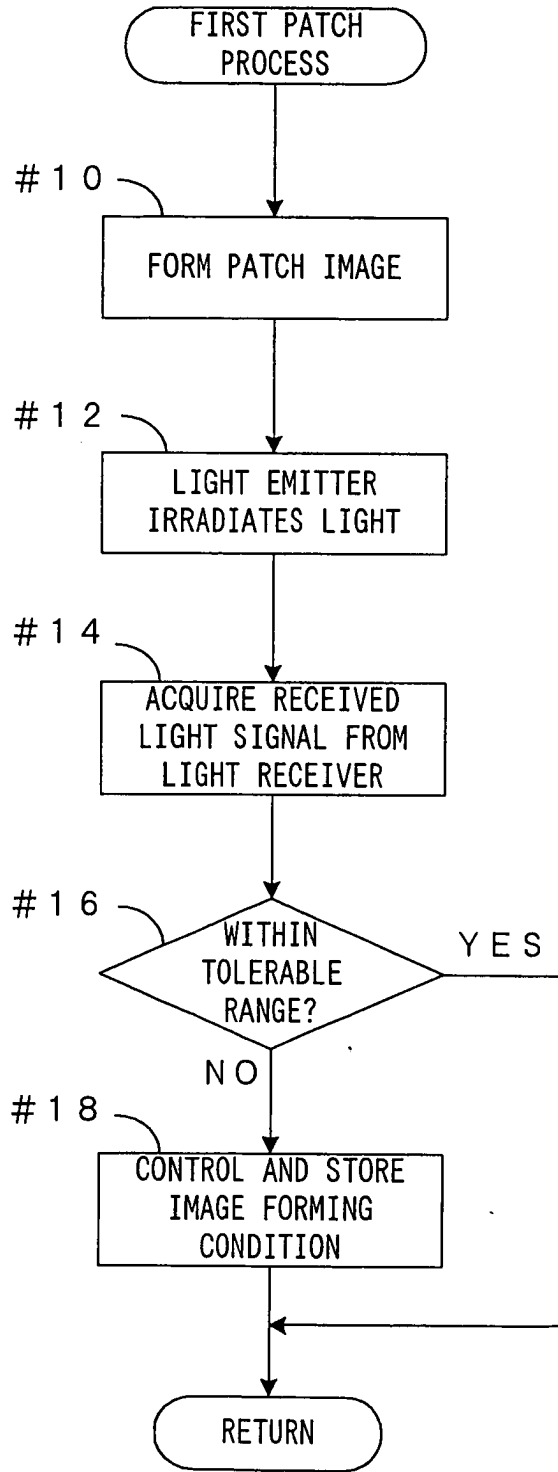 FIRST PATCH
PROCESS
#10
FORM PATCH IMAGE
#12
LIGHT EMITTER
IRRADIATES LIGHT
#14
ACQUIRE RECEIVED
LIGHT SIGNAL FROM
LIGHT RECEIVER
#16
WITHIN
TOLERABLE
RANGE?
YES
NO
#18
CONTROL AND STORE
IMAGE FORMING
CONDITION
RETURN